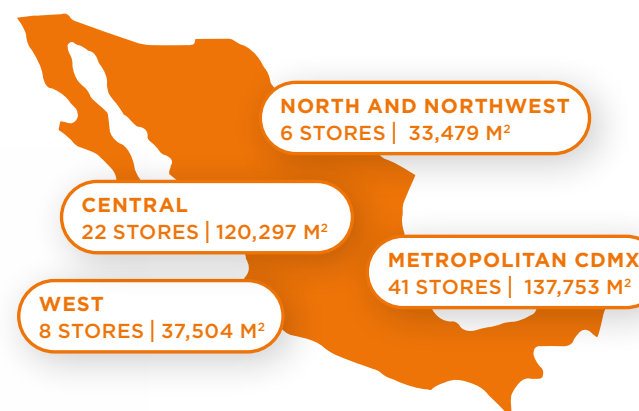 NORTH AND NORTHWEST
6 STORES | 33,479 M²
CENTRAL
22 STORES | 120,297 M²
METROPOLITAN CDMX
41 STORES | 137,753 M²
WEST
8 STORES | 37,504 M²